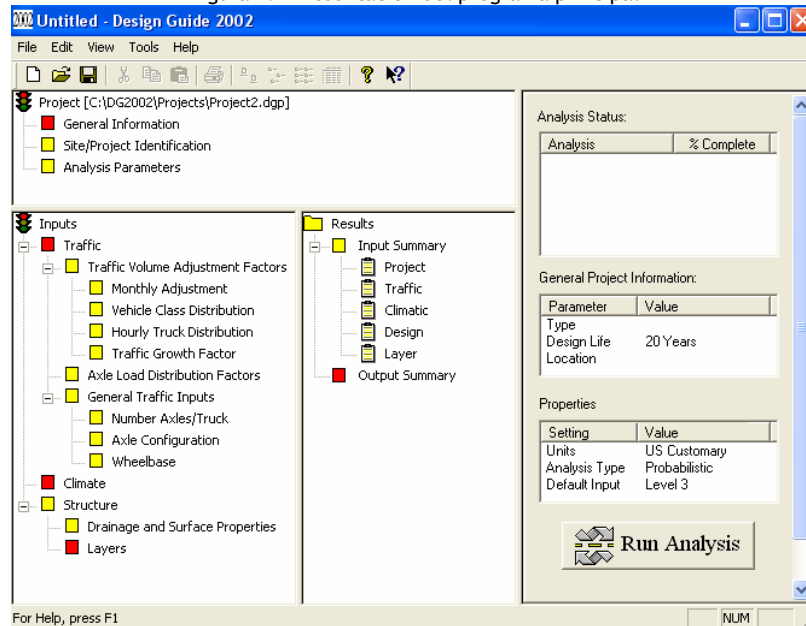 Untitled - Design Guide 2002
File Edit View Tools Help
Project [C:\DG2002\Projects\Project2.dgp]
General Information
Site/Project Identification
Analysis Parameters
Inputs
Traffic
Traffic Volume Adjustment Factors
Monthly Adjustment
Vehicle Class Distribution
Hourly Truck Distribution
Traffic Growth Factor
Axle Load Distribution Factors
General Traffic Inputs
Number Axles/Truck
Axle Configuration
Wheelbase
Climate
Structure
Drainage and Surface Properties
Layers
Results
Input Summary
Project
Traffic
Climatic
Design
Layer
Output Summary
Analysis Status:
Analysis % Complete
General Project Information:
Parameter Value
Type
Design Life 20 Years
Location
Properties
Setting Value
Units US Customary
Analysis Type Probabilistic
Default Input Level 3
Run Analysis
For Help, press F1
NUM